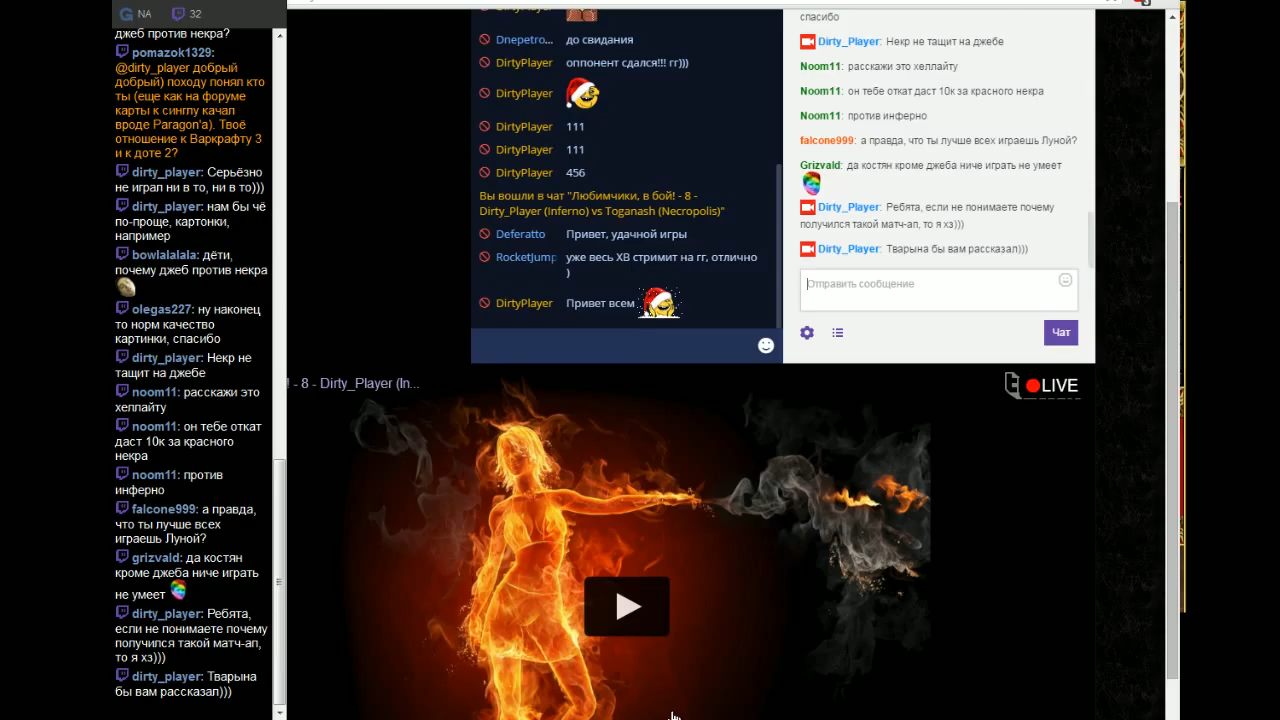 NA 32
джеб против некра?
pomazok1329:
@dirty_player добрый
добрый) походу понял кто
ты (еще как на форуме
карты к синглу качал
вроде Paragon'a). Твоё
отношение к Варкрафту 3
и к доте 2?
dirty_player: Серьёзно
не играл ни в то, ни в то)))
dirty_player: нам бы чё
по-проще, картонки,
например
bowlalalala: дёти,
почему джеб против некра
olegas227: ну наконец
то норм качество
картинки, спасибо
dirty_player: Некр не
тащит на джебе
noom11: расскажи это
хеллайту
noom11: он тебе откат
даст 10к за красного
некра
noom11: против
инферно
falcone999: а правда,
что ты лучше всех
играешь Луной?
grizvald: да костян
кроме джеба ниче играть
не умеет
dirty_player: Ребята,
если не понимаете почему
получился такой матч-ап,
то я хз)))
dirty_player: Тварына
бы вам рассказал)))
Dnepetro... до свидания
DirtyPlayer оппонент сдался!!! гг)))
DirtyPlayer
DirtyPlayer 111
DirtyPlayer 111
DirtyPlayer 456
Вы вошли в чат "Любимчики, в бой! - 8 -
Dirty_Player (Inferno) vs Toganash (Necropolis)"
Deferatto Привет, удачной игры
RocketJump уже весь ХВ стримит на гг, отлично
)
DirtyPlayer Привет всем
спасибо
Dirty_Player: Некр не тащит на джебе
Noom11: расскажи это хеллайту
Noom11: он тебе откат даст 10к за красного некра
Noom11: против инферно
falcone999: а правда, что ты лучше всех играешь Луной?
Grizvald: да костян кроме джеба ниче играть не умеет
Dirty_Player: Ребята, если не понимаете почему
получился такой матч-ап, то я хз)))
Dirty_Player: Тварына бы вам рассказал)))
Отправить сообщение
Чат
! - 8 - Dirty_Player (In...
LIVE